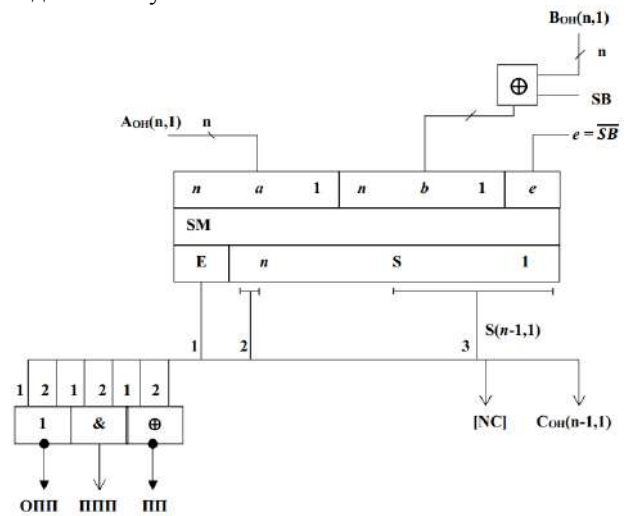 Bон(n,1)
n
⊕
SB
Aон(n,1) n
e = S̅B̅
n a 1 n b 1 e
SM
E n S 1
1 2 3 S(n-1,1)
1 2 1 2 1 2
1 & ⊕
[NC] Cон(n-1,1)
ОПП ППП ПП